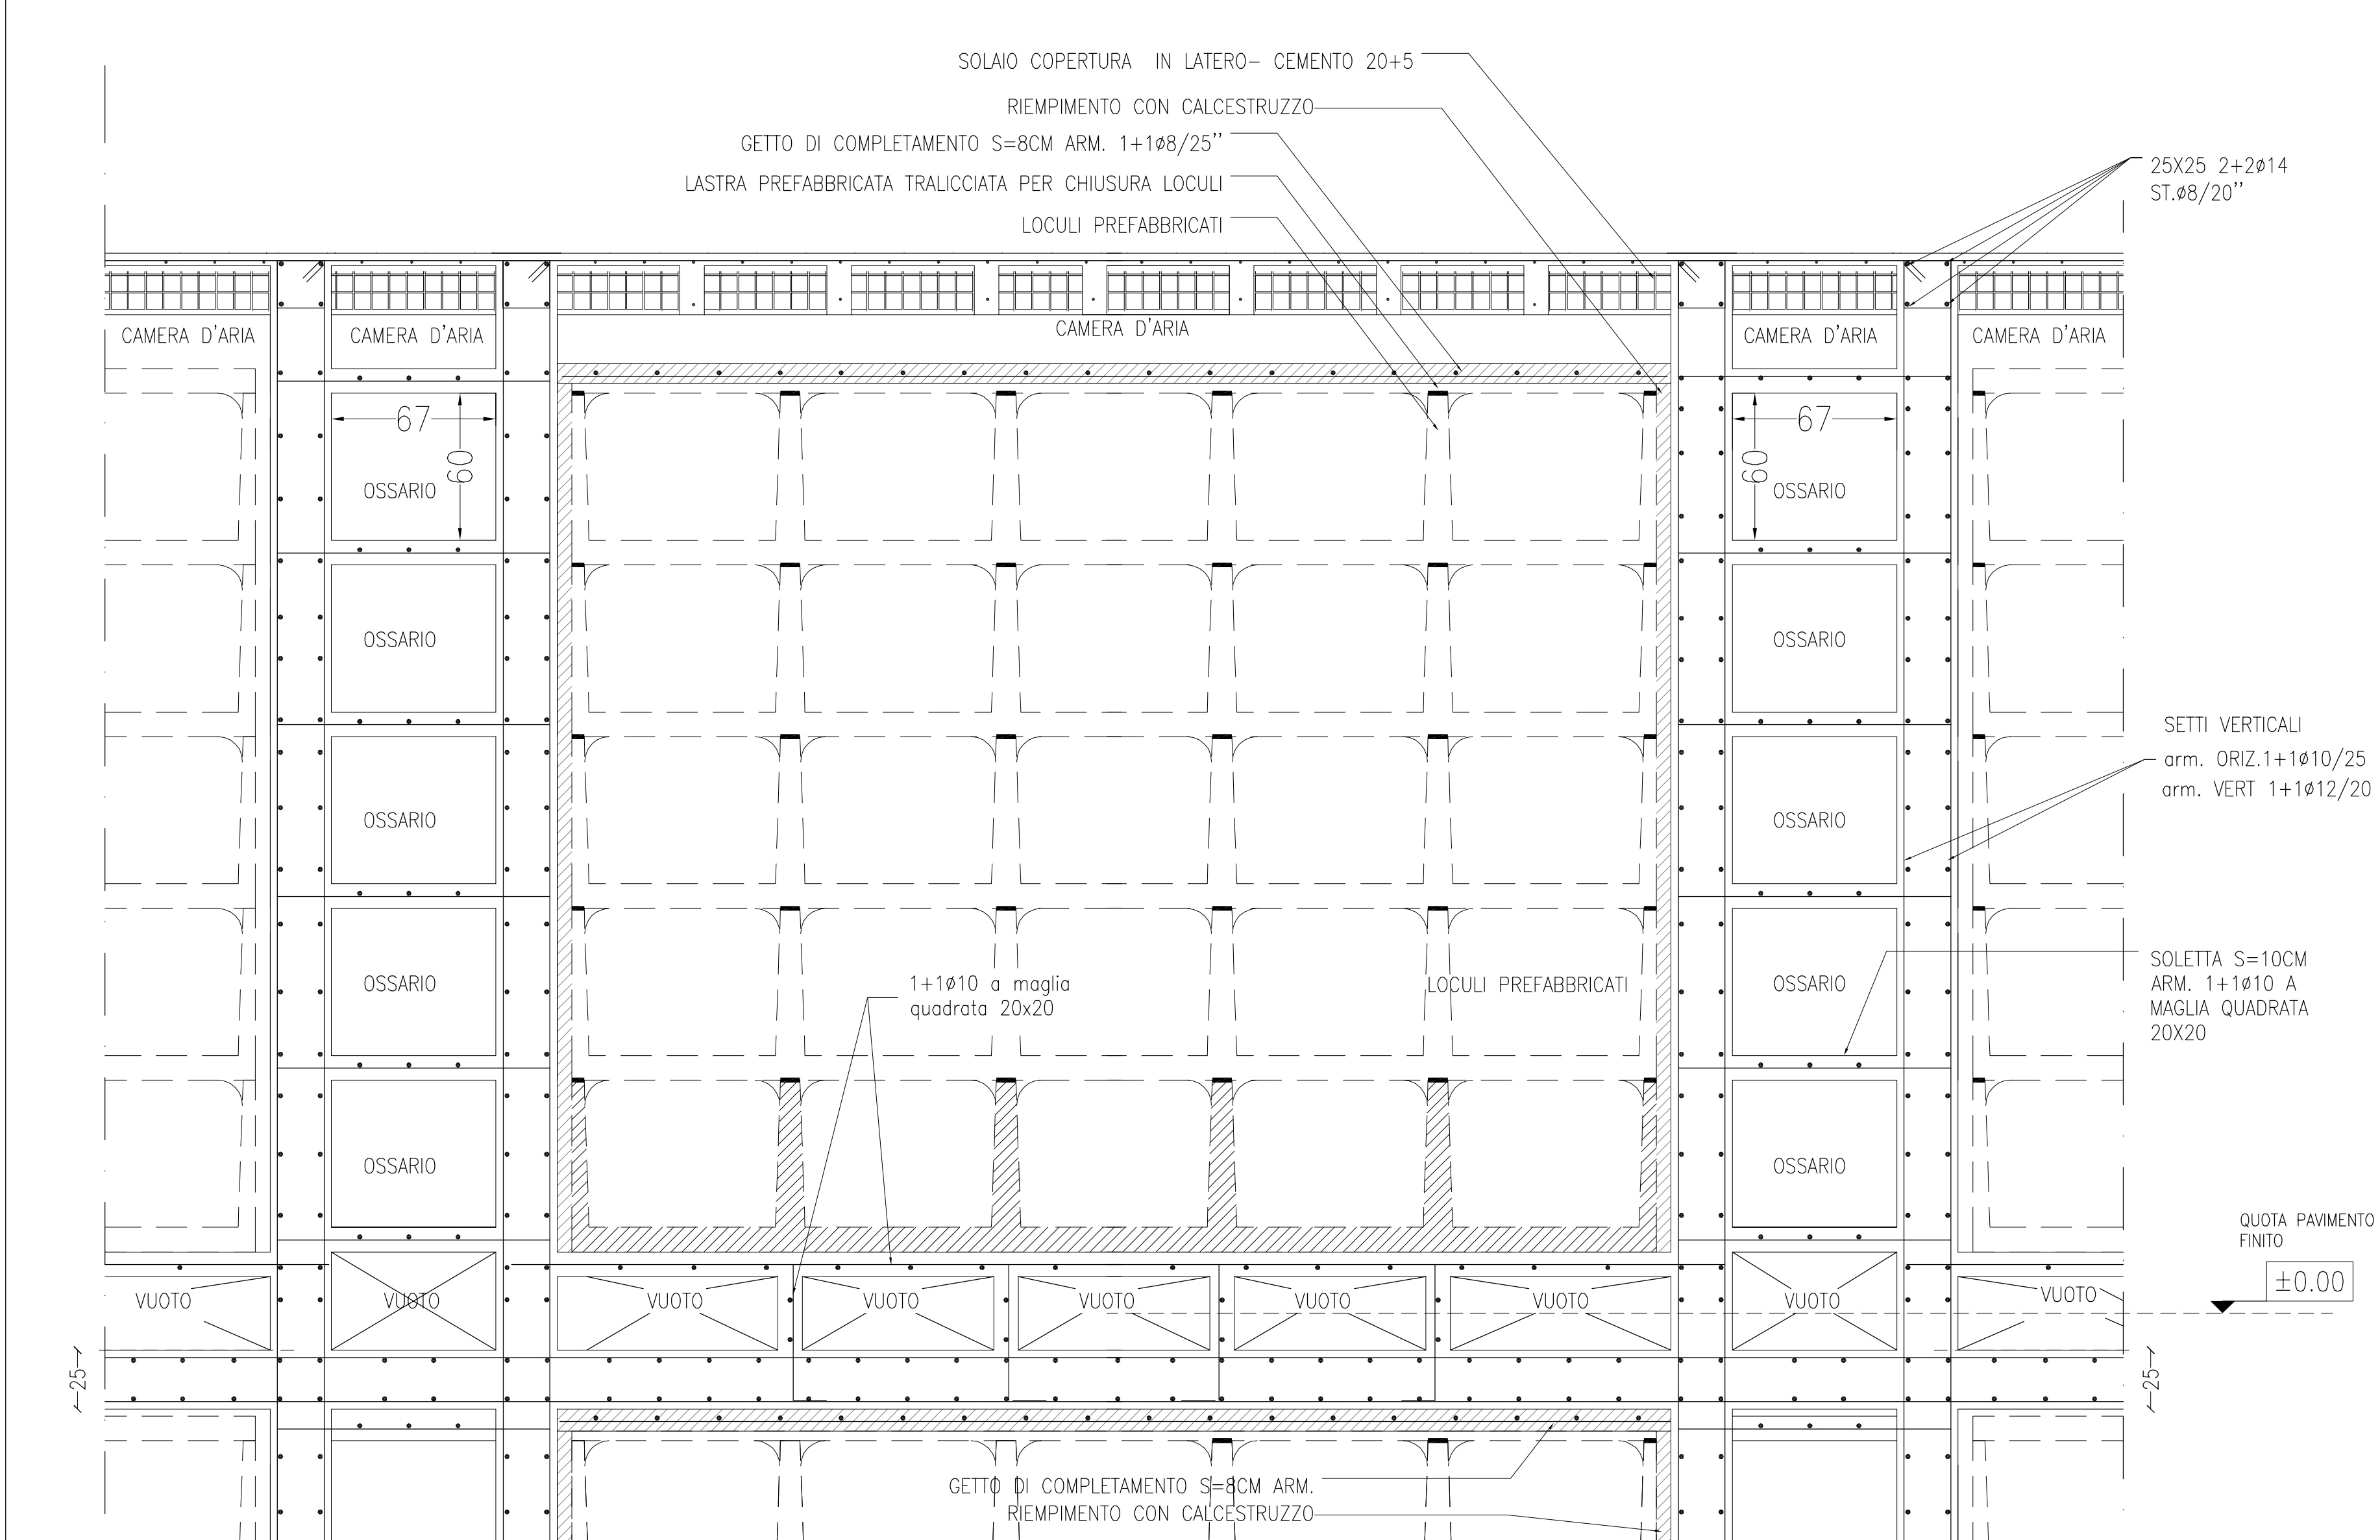 SOLAIO COPERTURA IN LATERO- CEMENTO 20+5
RIEMPIMENTO CON CALCESTRUZZO
GETTO DI COMPLETAMENTO S=8CM ARM. 1+1ø8/25''
LASTRA PREFABBRICATA TRALICCIATA PER CHIUSURA LOCULI
LOCULI PREFABBRICATI
25X25 2+2ø14
ST.ø8/20''
CAMERA D'ARIA
CAMERA D'ARIA
CAMERA D'ARIA
CAMERA D'ARIA
CAMERA D'ARIA
67
60
OSSARIO
67
60
OSSARIO
OSSARIO
OSSARIO
SETTI VERTICALI
arm. ORIZ.1+1ø10/25
arm. VERT 1+1ø12/20
OSSARIO
OSSARIO
1+1ø10 a maglia
quadrata 20x20
OSSARIO
LOCULI PREFABBRICATI
OSSARIO
SOLETTA S=10CM
ARM. 1+1ø10 A
MAGLIA QUADRATA
20X20
OSSARIO
OSSARIO
QUOTA PAVIMENTO
FINITO
±0.00
VUOTO
VUOTO
VUOTO
VUOTO
VUOTO
VUOTO
VUOTO
VUOTO
VUOTO
25
25
GETTO DI COMPLETAMENTO S=8CM ARM.
RIEMPIMENTO CON CALCESTRUZZO